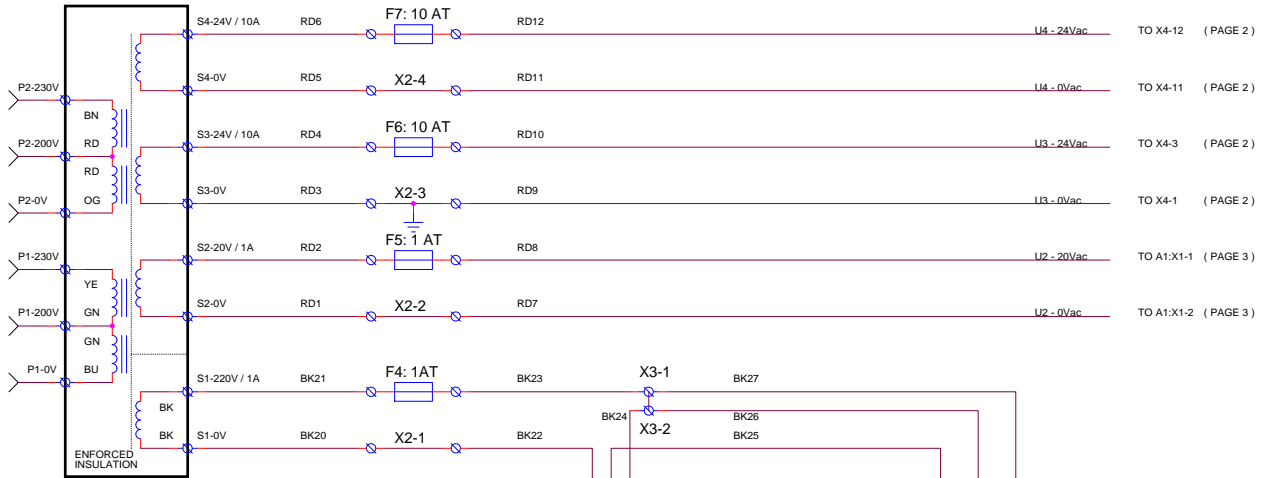 S4-24V / 10A RD6 F7: 10 AT RD12 U4 - 24Vac TO X4-12 ( PAGE 2 )
S4-0V RD5 X2-4 RD11 U4 - 0Vac TO X4-11 ( PAGE 2 )
P2-230V
BN
S3-24V / 10A RD4 F6: 10 AT RD10 U3 - 24Vac TO X4-3 ( PAGE 2 )
P2-200V RD
RD
S3-0V RD3 X2-3 RD9 U3 - 0Vac TO X4-1 ( PAGE 2 )
P2-0V OG
S2-20V / 1A RD2 F5: 1 AT RD8 U2 - 20Vac TO A1:X1-1 ( PAGE 3 )
P1-230V
YE
S2-0V RD1 X2-2 RD7 U2 - 0Vac TO A1:X1-2 ( PAGE 3 )
P1-200V GN
GN
P1-0V BU
S1-220V / 1A BK21 F4: 1AT BK23 X3-1 BK27
BK
BK24 BK26
X3-2
BK S1-0V BK20 X2-1 BK22 BK25
ENFORCED
INSULATION